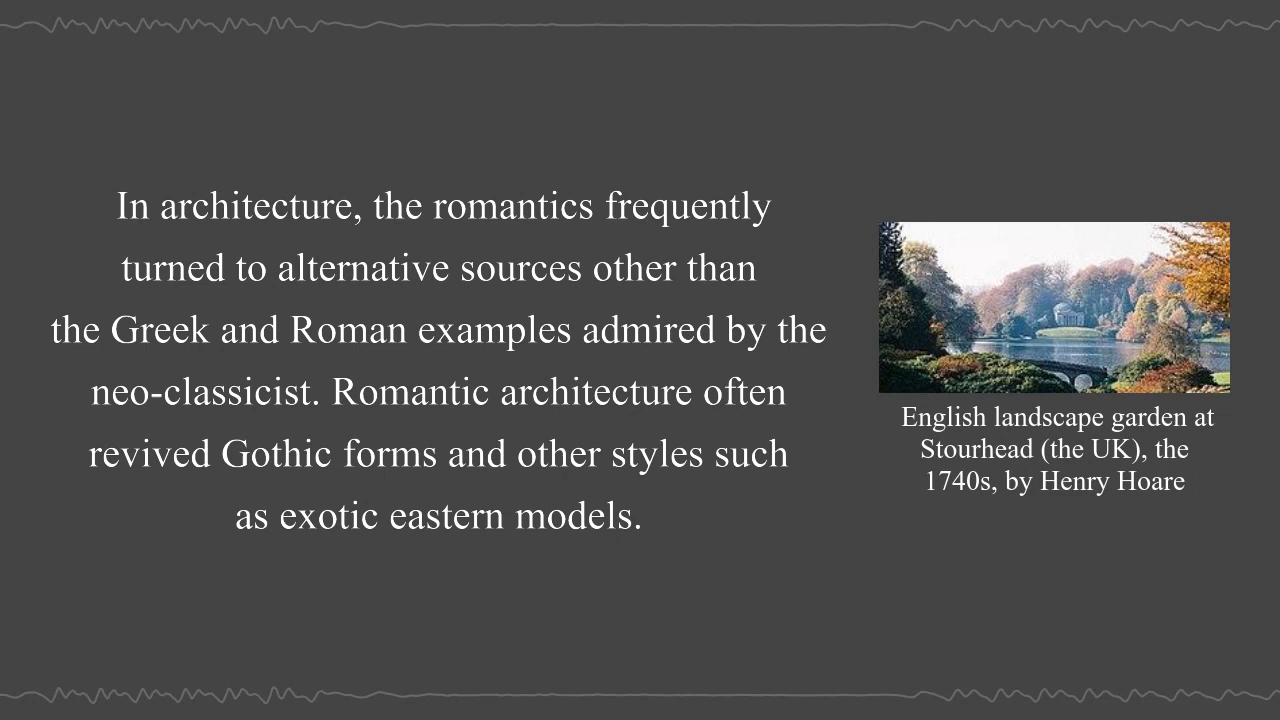 In architecture, the romantics frequently
turned to alternative sources other than
the Greek and Roman examples admired by the
neo-classicist. Romantic architecture often
revived Gothic forms and other styles such
as exotic eastern models.
English landscape garden at
Stourhead (the UK), the
1740s, by Henry Hoare